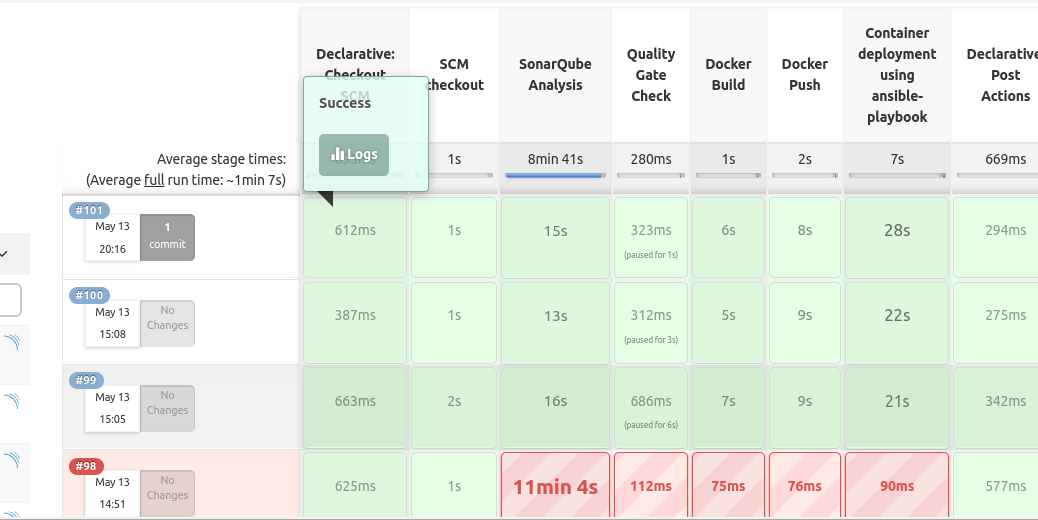 Declarative:
Checkout
SCM
SCM
checkout
SonarQube
Analysis
Quality
Gate
Check
Docker
Build
Docker
Push
Container
deployment
using
ansible-
playbook
Declarative
Post
Actions
Success
Logs
Average stage times:
(Average full run time: ~1min 7s)
1s
8min 41s
280ms
1s
2s
7s
669ms
#101
May 13
20:16
1
commit
612ms
1s
15s
323ms
(paused for 1s)
6s
8s
28s
294ms
#100
May 13
15:08
No
Changes
387ms
1s
13s
312ms
(paused for 3s)
5s
9s
22s
275ms
#99
May 13
15:05
No
Changes
663ms
2s
16s
686ms
(paused for 6s)
7s
9s
21s
342ms
#98
May 13
14:51
No
Changes
625ms
1s
11min 4s
112ms
75ms
76ms
90ms
577ms